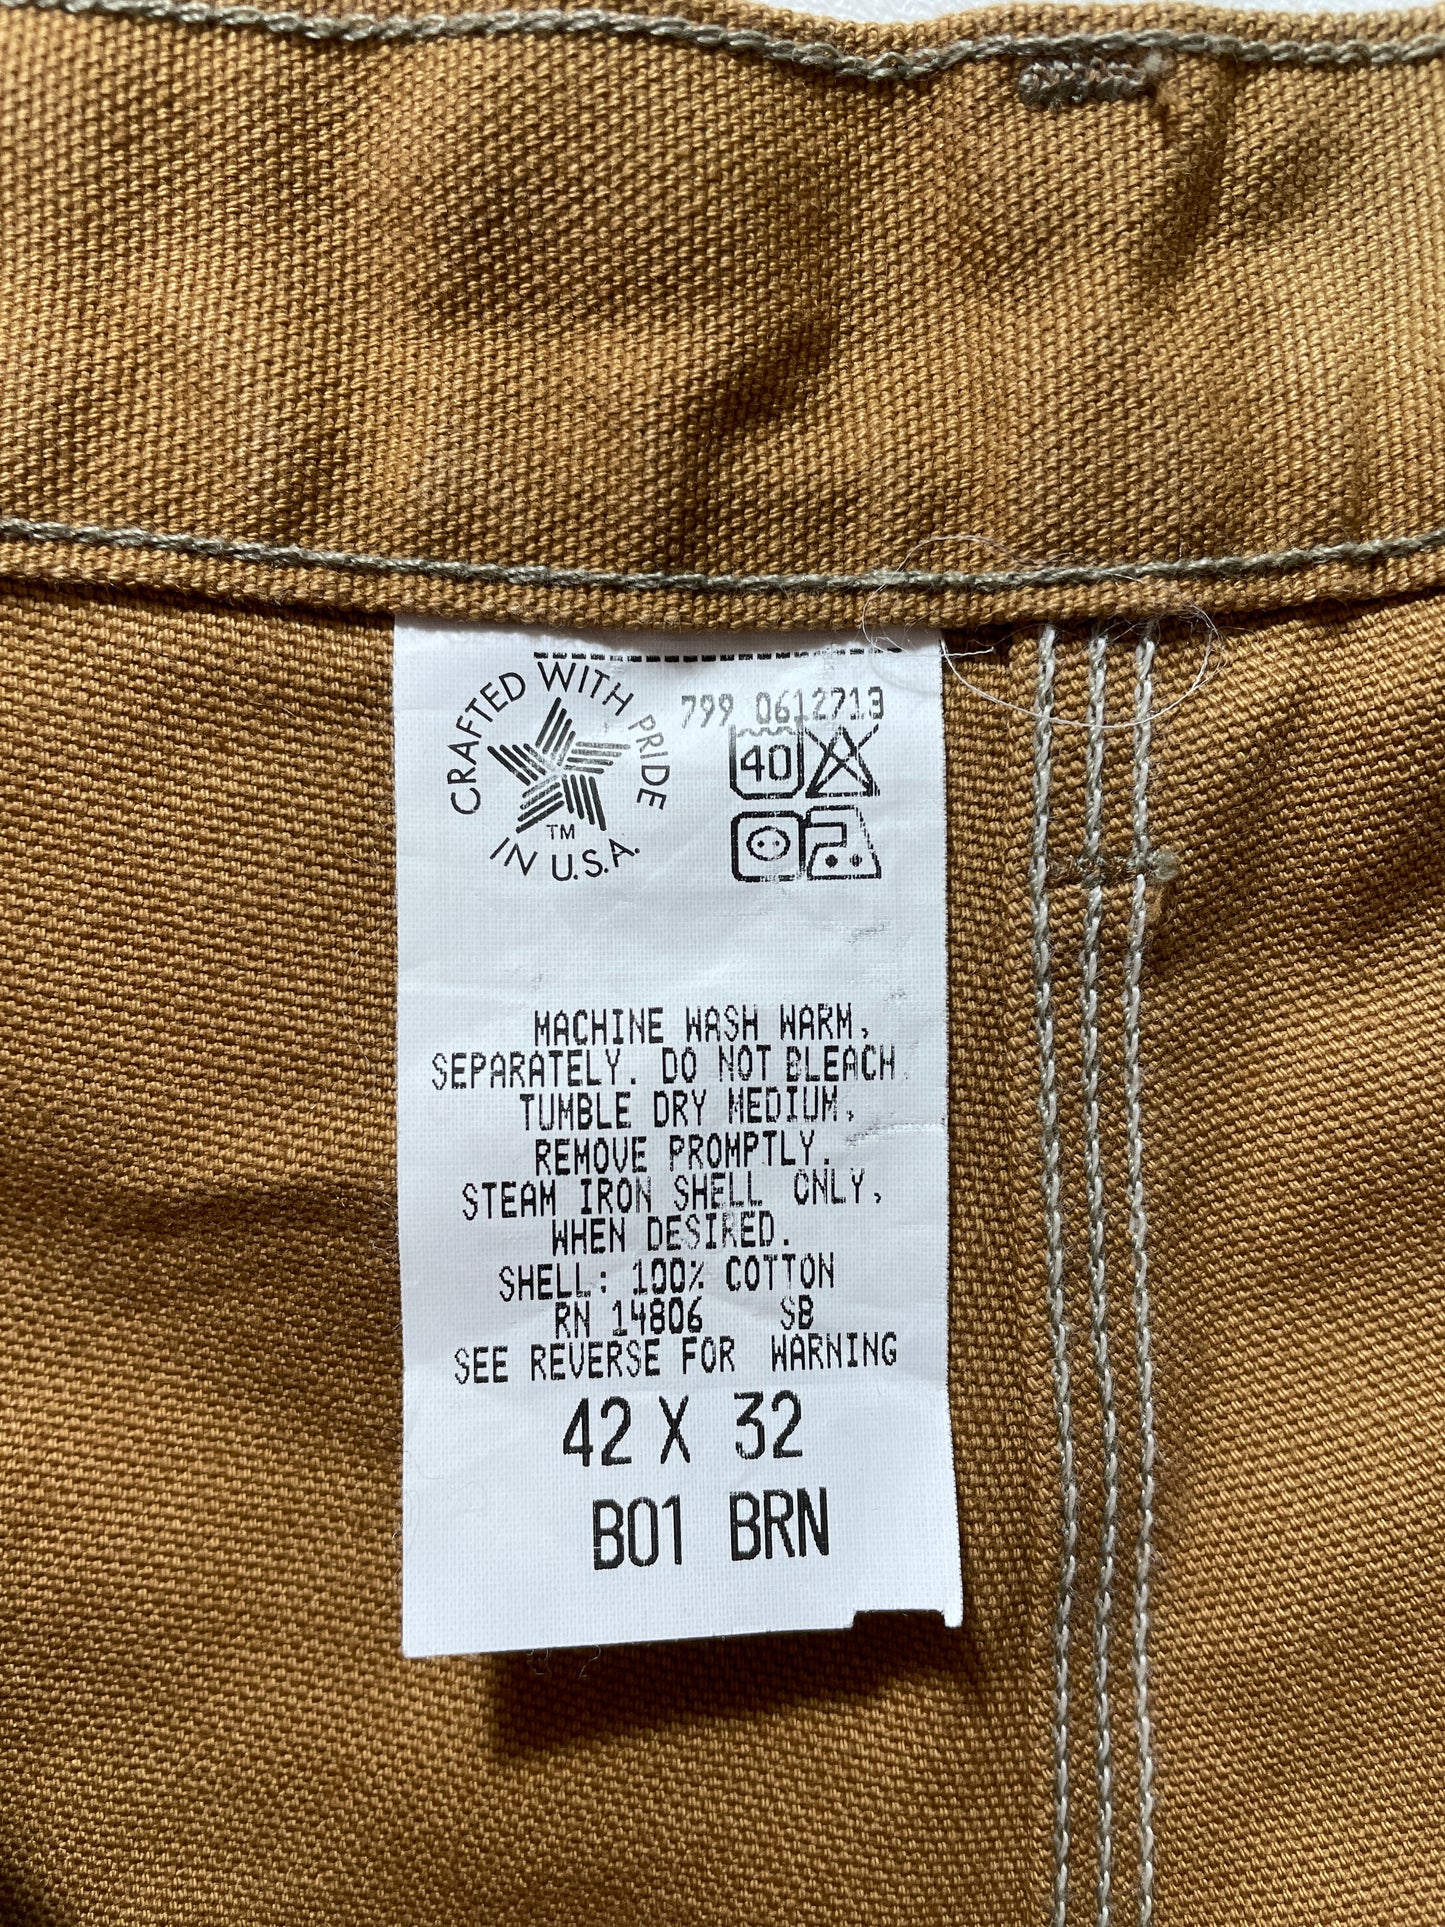 CRAFTED WITH PRIDE
TM
IN U.S.A.
799 0612713
40
MACHINE WASH WARM,
SEPARATELY. DO NOT BLEACH.
TUMBLE DRY MEDIUM,
REMOVE PROMPTLY.
STEAM IRON SHELL ONLY,
WHEN DESIRED.
SHELL: 100% COTTON
RN 14806 SB
SEE REVERSE FOR WARNING
42 X 32
B01 BRN